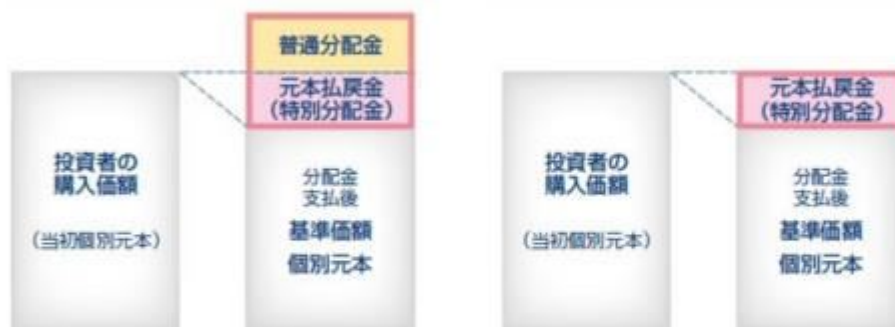 普通分配金
元本払戻金
(特別分配金)
投資者の
購入価額
(当初個別元本)
分配金
支払後
基準価額
個別元本
元本払戻金
(特別分配金)
投資者の
購入価額
(当初個別元本)
分配金
支払後
基準価額
個別元本